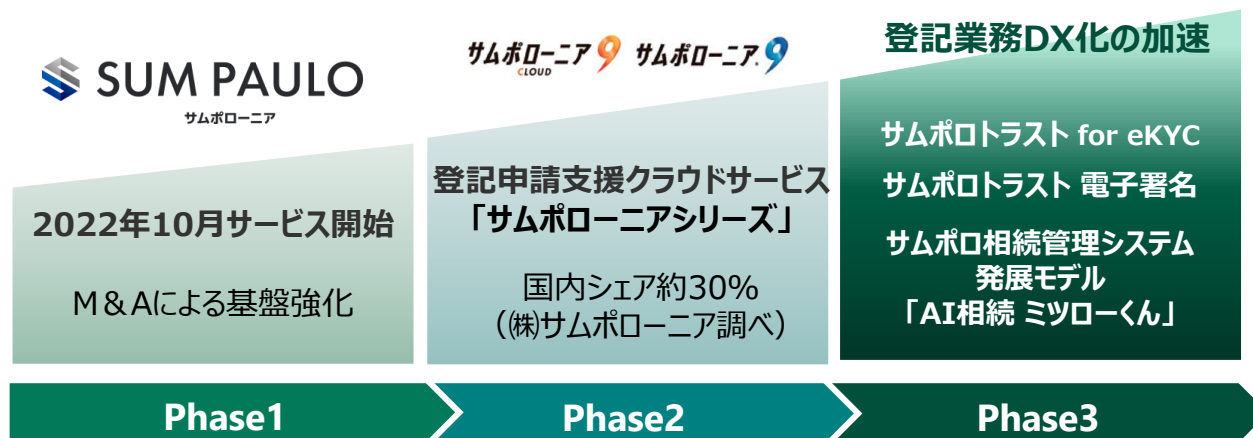 SUM PAULO
サムポローニア
2022年10月サービス開始
M&Aによる基盤強化
Phase1
サムポローニア9 サムポローニア.9
CLOUD
登記申請支援クラウドサービス
「サムポローニアシリーズ」
国内シェア約30%
（㈱サムポローニア調べ）
Phase2
登記業務DX化の加速
サムポロトラスト for eKYC
サムポロトラスト 電子署名
サムポロ相続管理システム
発展モデル
「AI相続 ミツローくん」
Phase3